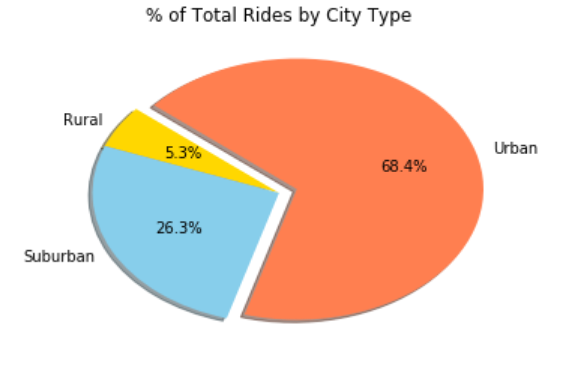 % of Total Rides by City Type
Rural
5.3%
Urban
68.4%
26.3%
Suburban